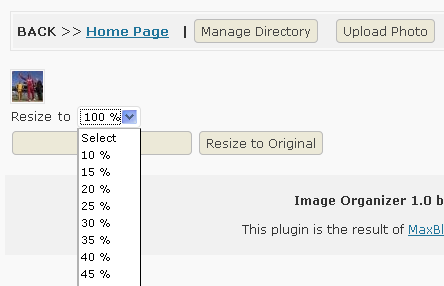 BACK >> Home Page | Manage Directory Upload Photo
Resize to 100 %
Select
10 %
15 %
20 %
25 %
30 %
35 %
40 %
45 %
Resize to Original
Image Organizer 1.0 b
This plugin is the result of MaxBl